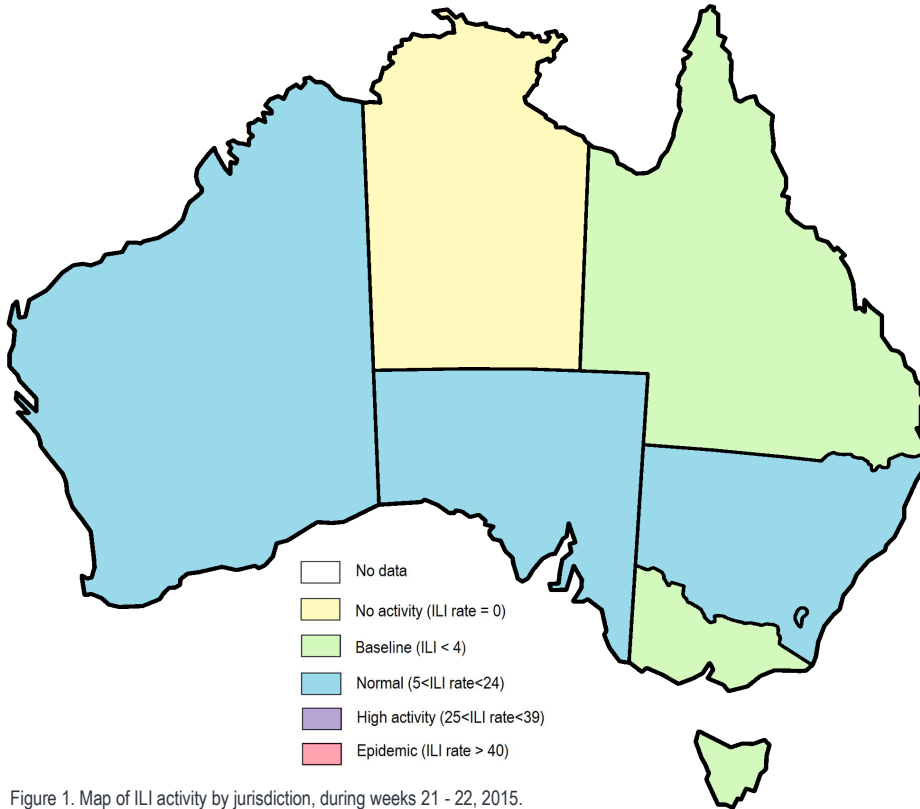 No data
No activity (ILI rate = 0)
Baseline (ILI < 4)
Normal (5<ILI rate<24)
High activity (25<ILI rate<39)
Epidemic (ILI rate > 40)
Figure 1. Map of ILI activity by jurisdiction, during weeks 21 - 22, 2015.